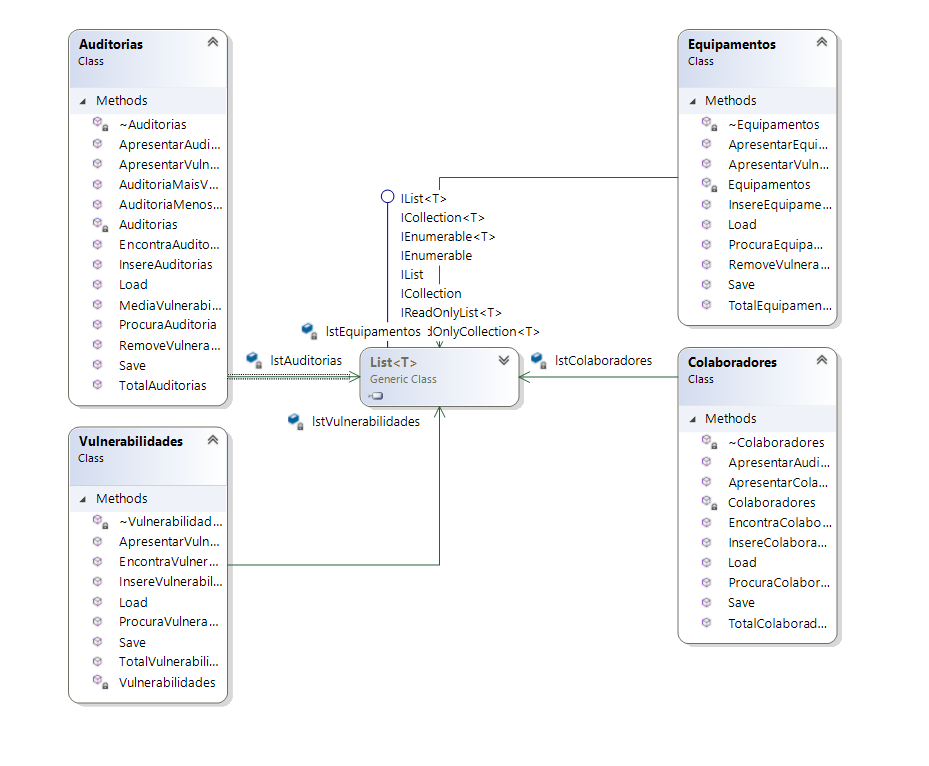 Auditorias
Class
Methods
~Auditorias
ApresentarAudi...
ApresentarVuln...
AuditoriaMaisV...
AuditoriaMenos...
Auditorias
EncontraAudito...
InsereAuditorias
Load
MediaVulnerabi...
ProcuraAuditoria
RemoveVulnera...
Save
TotalAuditorias
Vulnerabilidades
Class
Methods
~Vulnerabilidad...
ApresentarVuln...
EncontraVulner...
InsereVulnerabil...
Load
ProcuraVulnera...
Save
TotalVulnerabili...
Vulnerabilidades
IList<T>
ICollection<T>
IEnumerable<T>
IEnumerable
IList
ICollection
IReadOnlyList<T>
lstEquipamentos dOnlyCollection<T>
lstAuditorias
List<T>
Generic Class
lstColaboradores
lstVulnerabilidades
Equipamentos
Class
Methods
~Equipamentos
ApresentarEqui...
ApresentarVuln...
Equipamentos
InsereEquipame...
Load
ProcuraEquipa...
RemoveVulnera...
Save
TotalEquipamen...
Colaboradores
Class
Methods
~Colaboradores
ApresentarAudi...
ApresentarCola...
Colaboradores
EncontraColabo...
InsereColabora...
Load
ProcuraColabor...
Save
TotalColaborad...